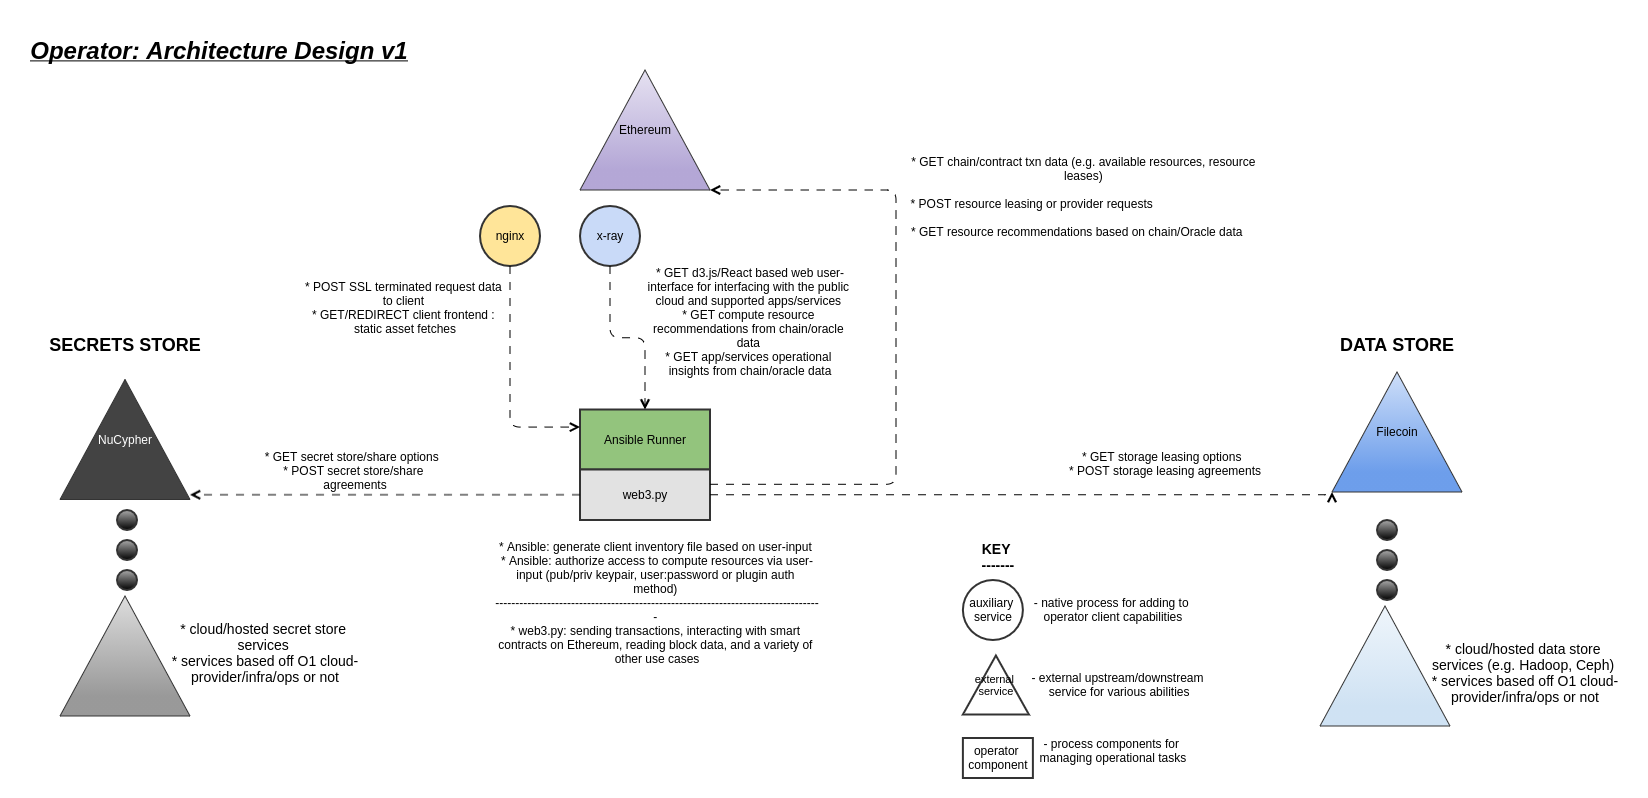 Operator: Architecture Design v1
Ethereum
* GET chain/contract txn data (e.g. available resources, resource
leases)
* POST resource leasing or provider requests
* GET resource recommendations based on chain/Oracle data
nginx
x-ray
* POST SSL terminated request data
to client
* GET/REDIRECT client frontend :
static asset fetches
* GET d3.js/React based web user-
interface for interfacing with the public
cloud and supported apps/services
* GET compute resource
recommendations from chain/oracle
data
* GET app/services operational
insights from chain/oracle data
SECRETS STORE
NuCypher
* GET secret store/share options
* POST secret store/share
agreements
Ansible Runner
web3.py
DATA STORE
Filecoin
* GET storage leasing options
* POST storage leasing agreements
* Ansible: generate client inventory file based on user-input
* Ansible: authorize access to compute resources via user-
input (pub/priv keypair, user:password or plugin auth
method)
---------------------------------------------------------------------------------
-
* web3.py: sending transactions, interacting with smart
contracts on Ethereum, reading block data, and a variety of
other use cases
* cloud/hosted secret store
services
* services based off O1 cloud-
provider/infra/ops or not
KEY
-------
auxiliary
service
- native process for adding to
operator client capabilities
external
service
- external upstream/downstream
service for various abilities
operator
component
- process components for
managing operational tasks
* cloud/hosted data store
services (e.g. Hadoop, Ceph)
* services based off O1 cloud-
provider/infra/ops or not